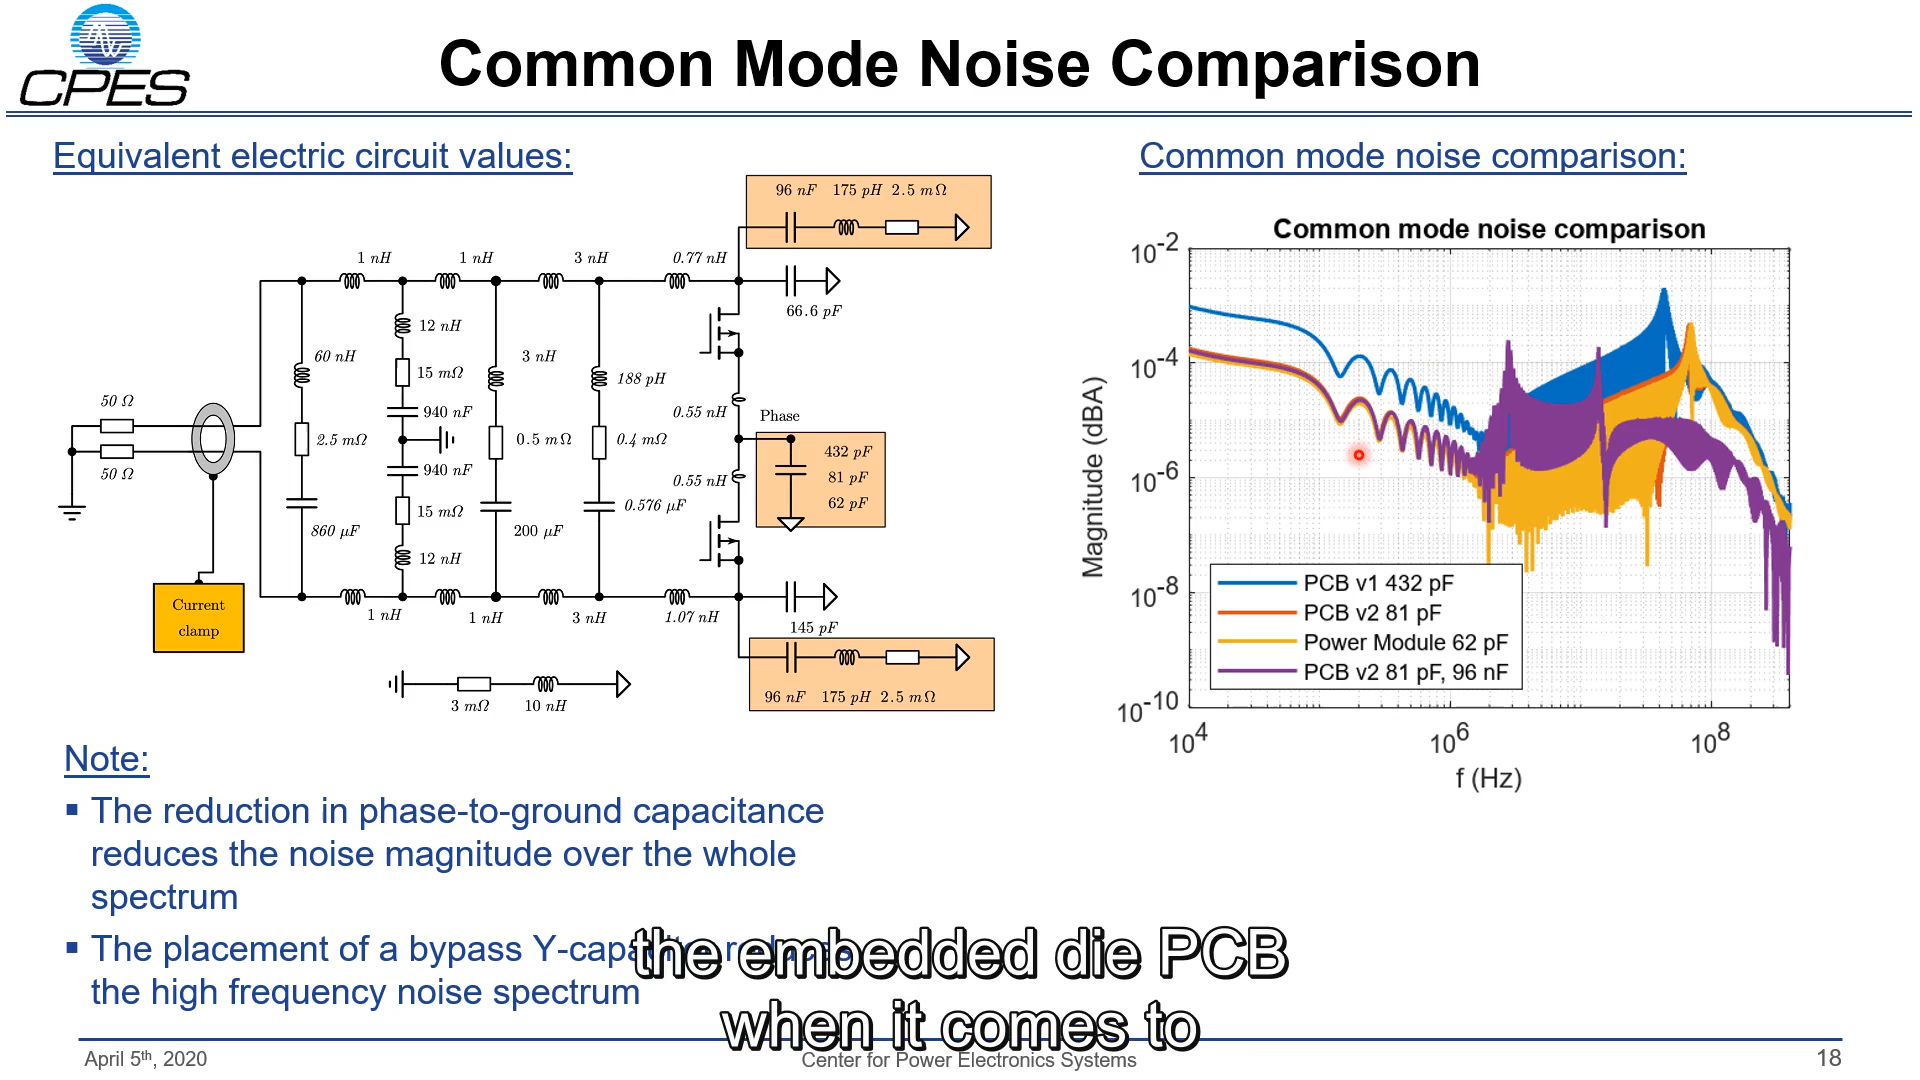 CPES
Common Mode Noise Comparison
Equivalent electric circuit values:
96 nF 175 pH 2.5 mΩ
1 nH 1 nH 3 nH 0.77 nH
66.6 pF
12 nH
60 nH 3 nH
15 mΩ 188 pH
50 Ω 940 nF 0.55 nH Phase
2.5 mΩ 0.5 mΩ 0.4 mΩ 432 pF
50 Ω 940 nF 0.55 nH 81 pF
15 mΩ 0.576 μF 62 pF
860 μF 200 μF
12 nH
Current
clamp
1 nH 1 nH 3 nH 1.07 nH
145 pF
96 nF 175 pH 2.5 mΩ
3 mΩ 10 nH
Common mode noise comparison:
Common mode noise comparison
Magnitude (dBA)
10-2
10-4
10-6
10-8
10-10
PCB v1 432 pF
PCB v2 81 pF
Power Module 62 pF
PCB v2 81 pF, 96 nF
104 106 108
f (Hz)
Note:
▪ The reduction in phase-to-ground capacitance
reduces the noise magnitude over the whole
spectrum
▪ The placement of a bypass Y-capacitor reduces
the high frequency noise spectrum
the embedded die PCB
when it comes to
April 5th, 2020
Center for Power Electronics Systems
18